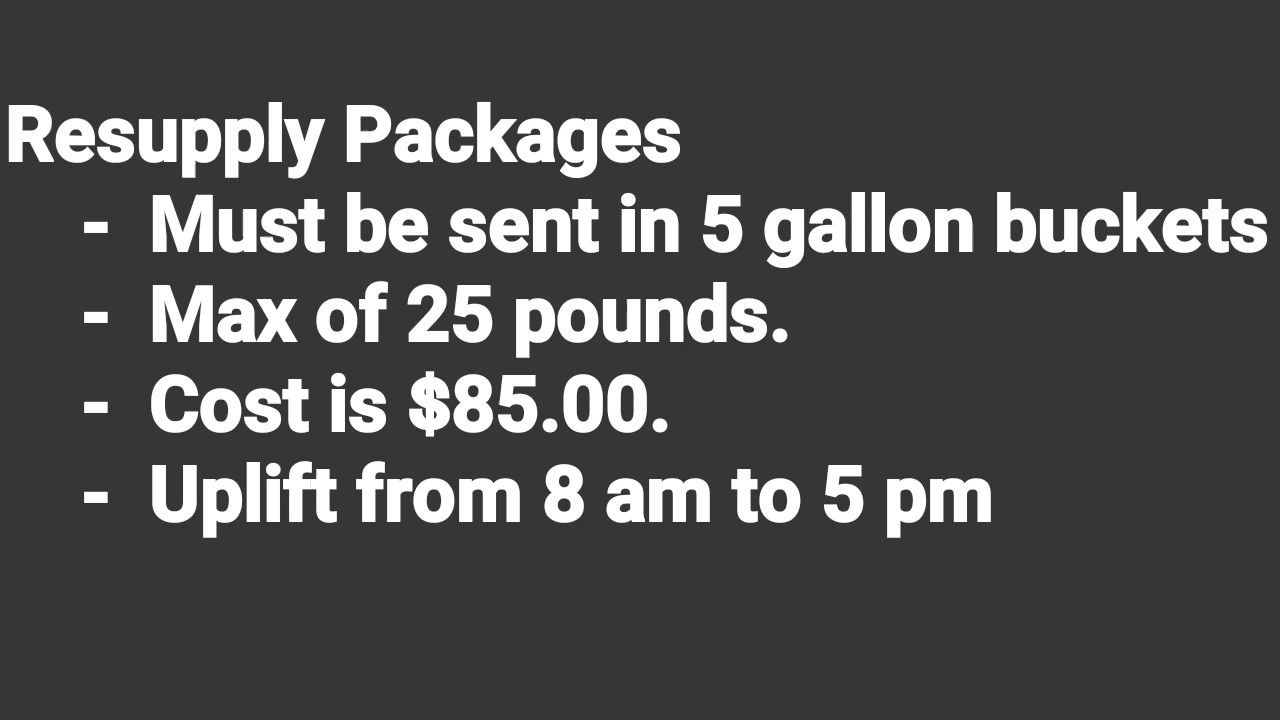 Resupply Packages
- Must be sent in 5 gallon buckets
- Max of 25 pounds.
- Cost is $85.00.
- Uplift from 8 am to 5 pm